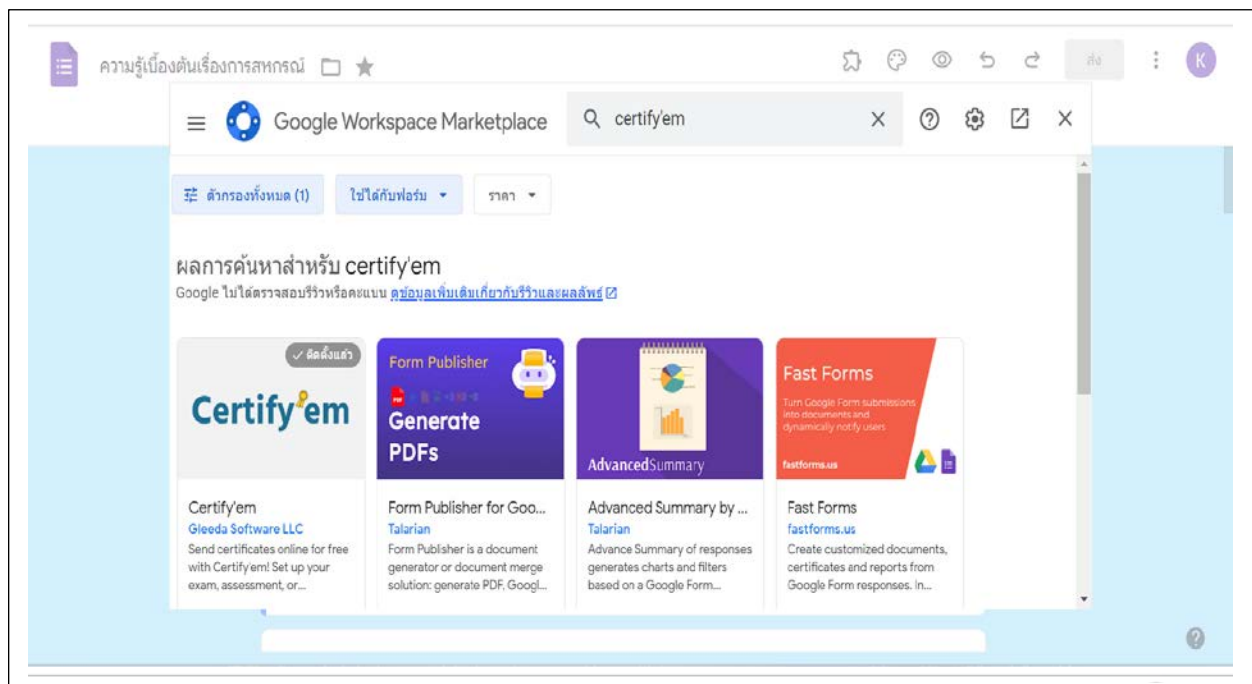 ความรู้เบื้องต้นเรื่องการสหกรณ์
ส่ง
K
Google Workspace Marketplace
certify'em
ตัวกรองทั้งหมด (1)
ใช้ได้กับฟอร์ม
ราคา
ผลการค้นหาสำหรับ certify'em
Google ไม่ได้ตรวจสอบรีวิวหรือคะแนน ดูข้อมูลเพิ่มเติมเกี่ยวกับรีวิวและผลลัพธ์
ติดตั้งแล้ว
Certify'em
Certify'em
Gleeda Software LLC
Send certificates online for free
with Certify'em! Set up your
exam, assessment, or...
Form Publisher
PDF
Generate
PDFs
Form Publisher for Goo...
Talarian
Form Publisher is a document
generator or document merge
solution: generate PDF, Googl...
AdvancedSummary
Advanced Summary by ...
Talarian
Advance Summary of responses
generates charts and filters
based on a Google Form...
Fast Forms
Turn Google Form submissions
into documents and
dynamically notify users
fastforms.us
Fast Forms
fastforms.us
Create customized documents,
certificates and reports from
Google Form responses. In...